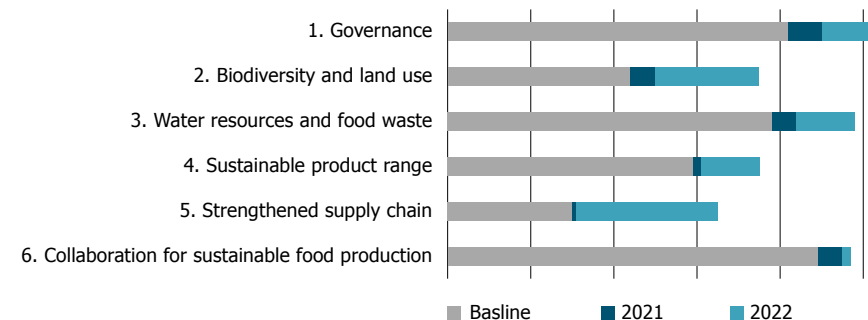 1. Governance
2. Biodiversity and land use
3. Water resources and food waste
4. Sustainable product range
5. Strengthened supply chain
6. Collaboration for sustainable food production
Basline 2021 2022